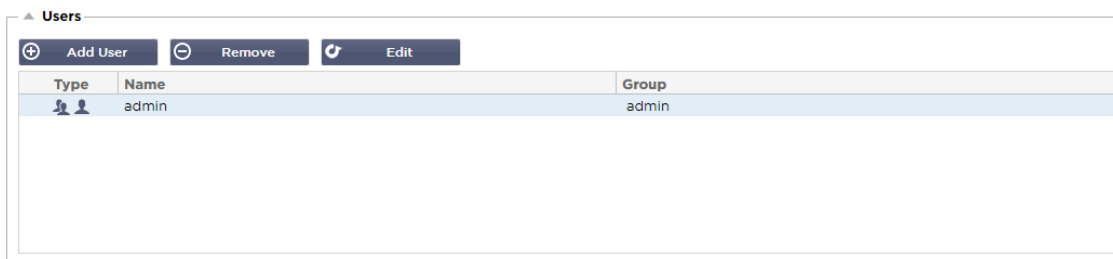 Users
Add User Remove Edit
Type Name Group
admin admin